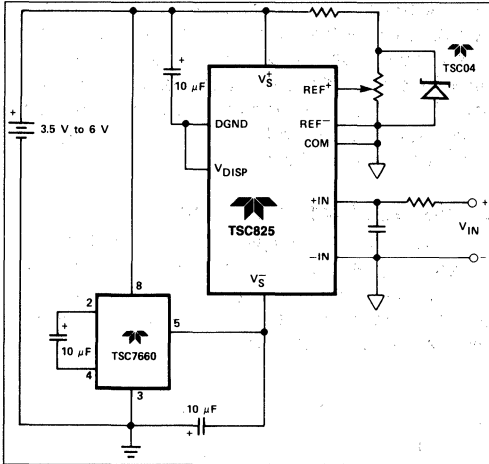 TSC04
+
10 µF
V_S^+
REF^+
DGND
REF^-
COM
V_DISP
+
3.5 V to 6 V
TSC825
+IN
+
V_IN
-IN
-
V_S^-
8
2
+
10 µF
4
TSC7660
5
3
10 µF
+